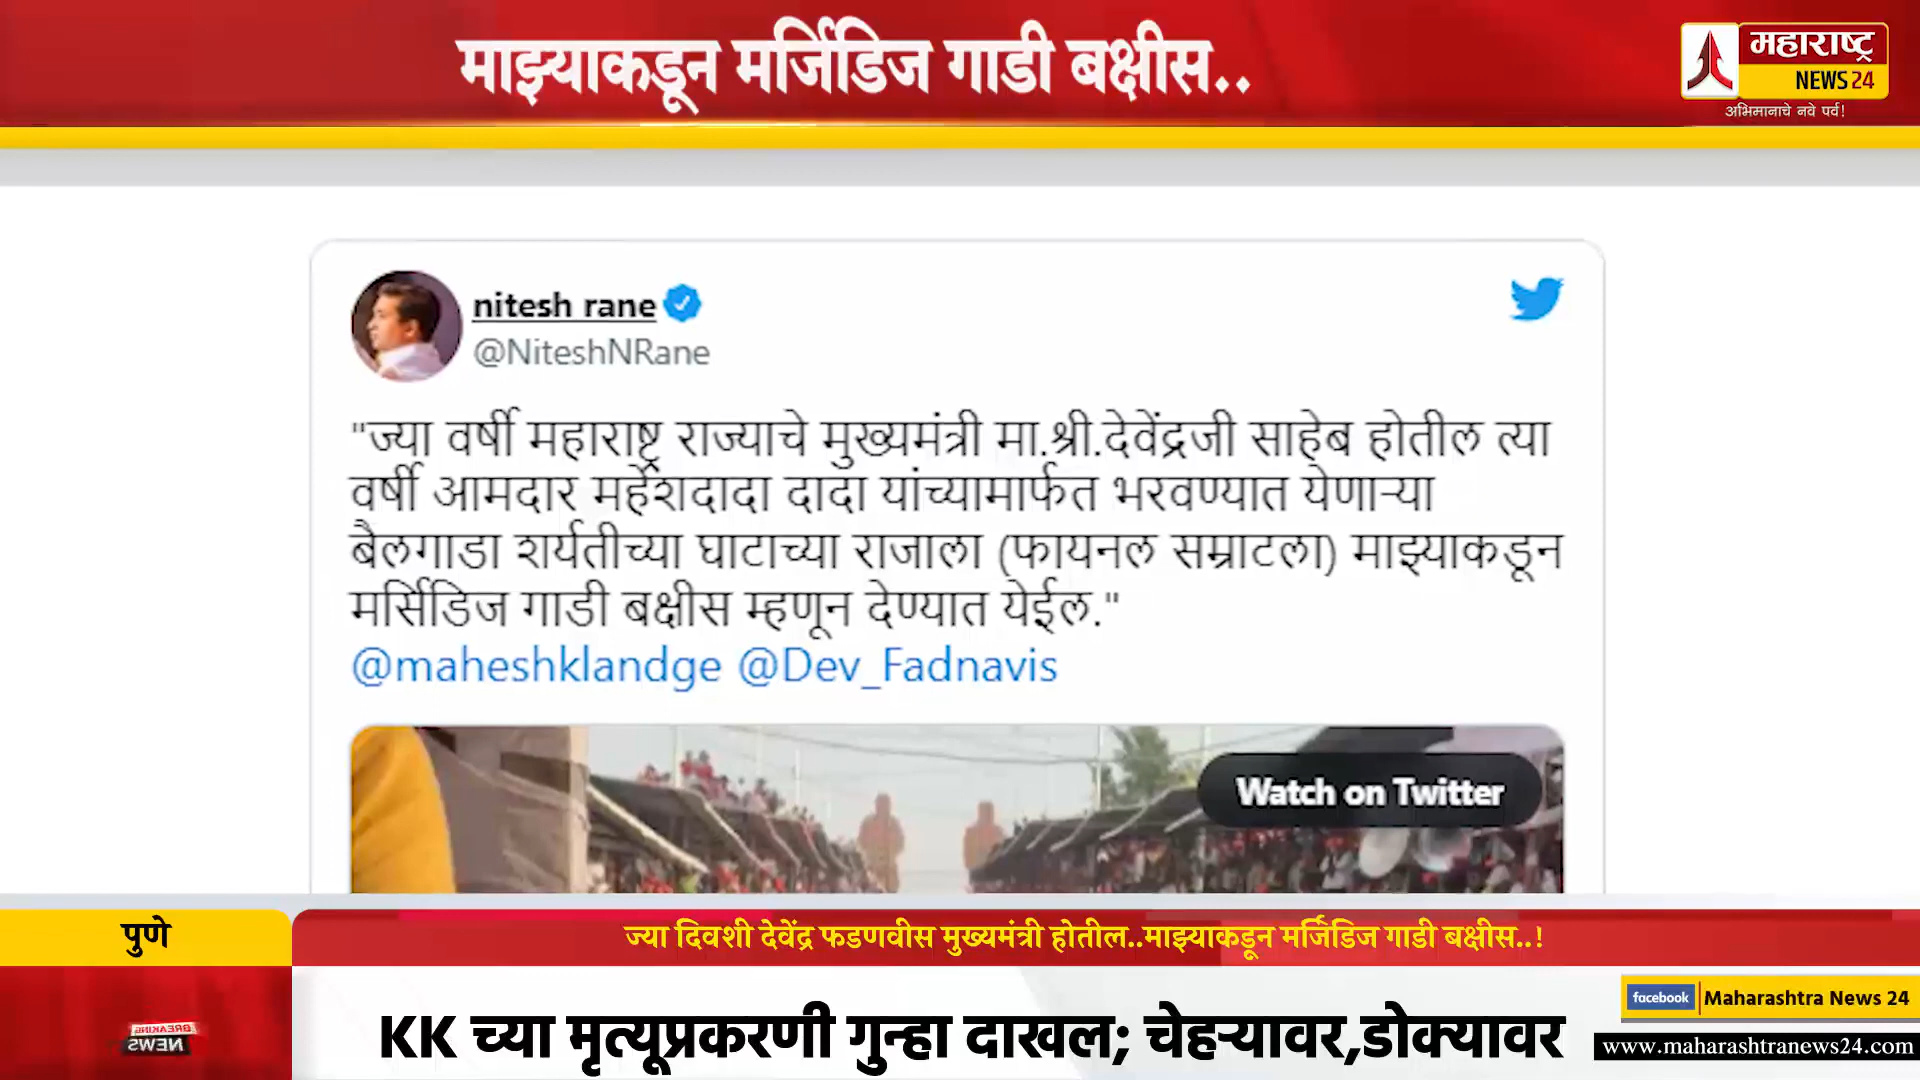 माझ्याकडून मर्जिडिज गाडी बक्षीस..
महाराष्ट्र
NEWS 24
अभिमानाचे नवे पर्व!
nitesh rane
@NiteshNRane
"ज्या वर्षी महाराष्ट्र राज्याचे मुख्यमंत्री मा.श्री.देवेंद्रजी साहेब होतील त्या
वर्षी आमदार महेशदादा दादा यांच्यामार्फत भरवण्यात येणाऱ्या
बैलगाडा शर्यतीच्या घाटाच्या राजाला (फायनल सम्राटला) माझ्याकडून
मर्सिडिज गाडी बक्षीस म्हणून देण्यात येईल."
@maheshklandge @Dev_Fadnavis
Watch on Twitter
पुणे
ज्या दिवशी देवेंद्र फडणवीस मुख्यमंत्री होतील..माझ्याकडून मर्जिडिज गाडी बक्षीस..!
BREAKING
NEWS
KK च्या मृत्यूप्रकरणी गुन्हा दाखल; चेहऱ्यावर,डोक्यावर
facebook Maharashtra News 24
www.maharashtranews24.com